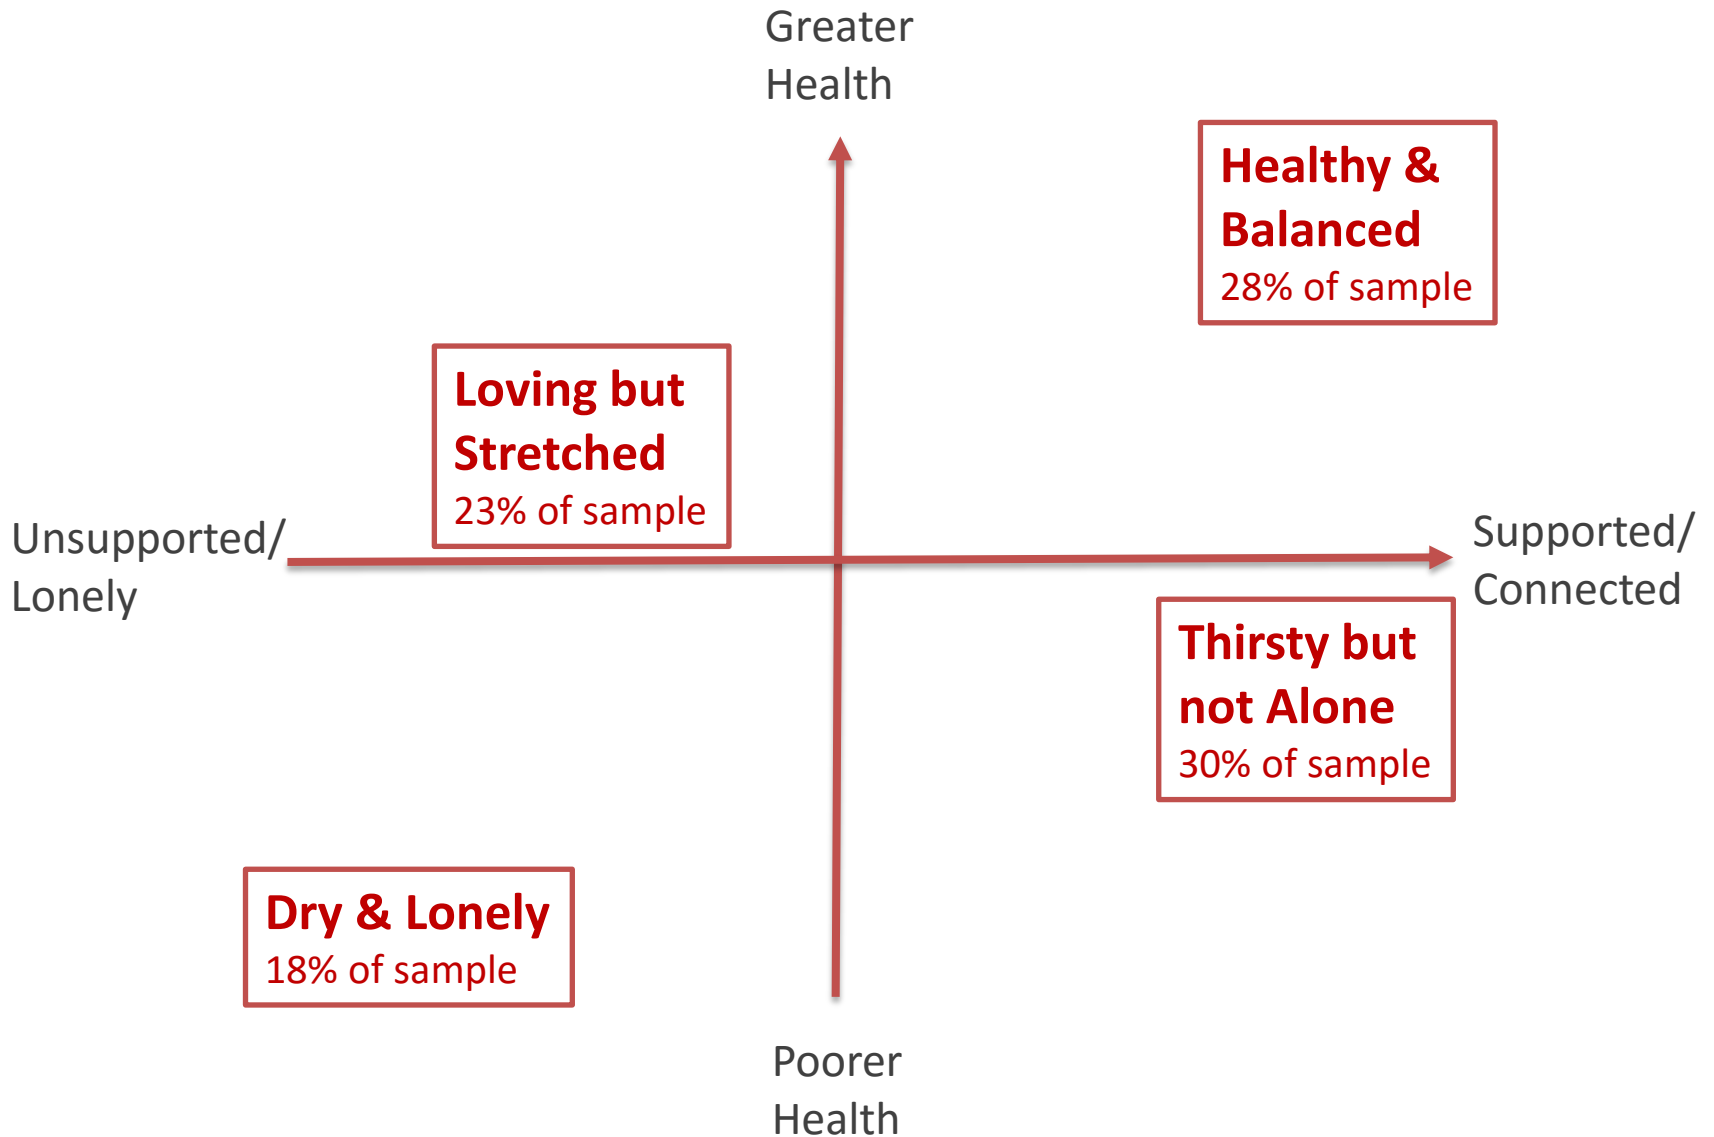 Greater
Health
Healthy &
Balanced
28% of sample
Loving but
Stretched
23% of sample
Unsupported/
Lonely
Supported/
Connected
Thirsty but
not Alone
30% of sample
Dry & Lonely
18% of sample
Poorer
Health